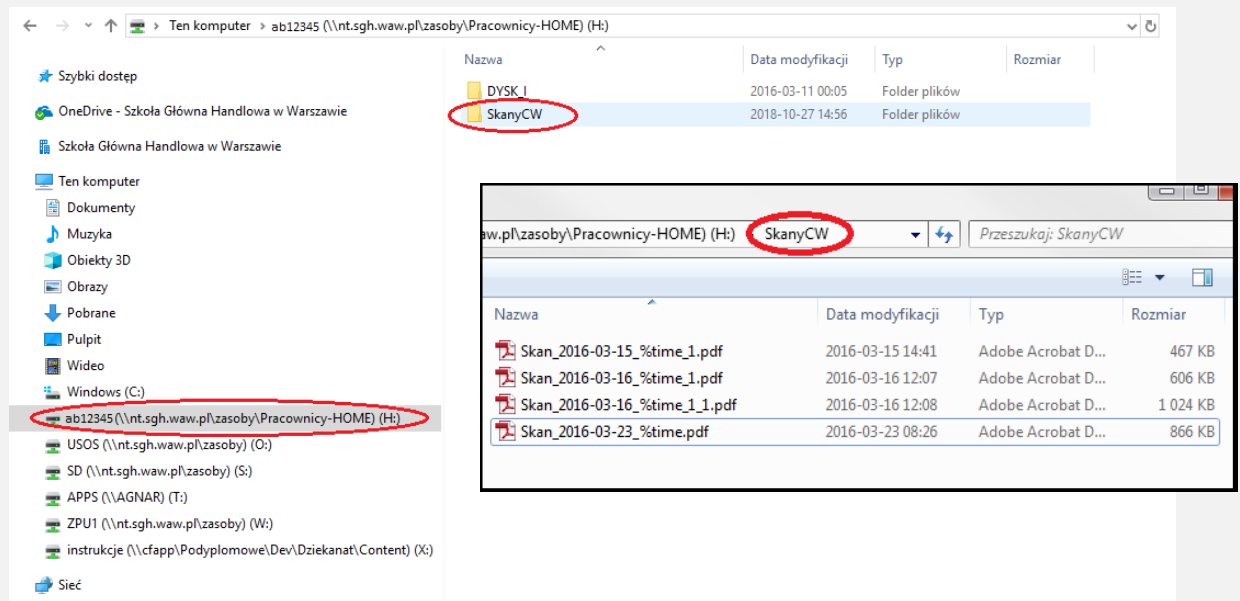 Ten komputer > ab12345 (\\nt.sgh.waw.pl\zasoby\Pracownicy-HOME) (H:)
Szybki dostęp
OneDrive - Szkoła Główna Handlowa w Warszawie
Szkoła Główna Handlowa w Warszawie
Ten komputer
Dokumenty
Muzyka
Obiekty 3D
Obrazy
Pobrane
Pulpit
Wideo
Windows (C:)
ab12345(\\nt.sgh.waw.pl\zasoby\Pracownicy-HOME) (H:)
USOS (\\nt.sgh.waw.pl\zasoby) (O:)
SD (\\nt.sgh.waw.pl\zasoby) (S:)
APPS (\\AGNAR) (T:)
ZPU1 (\\nt.sgh.waw.pl\zasoby) (W:)
instrukcje (\\cfapp\Podyplomowe\Dev\Dziekanat\Content) (X:)
Sieć
Nazwa Data modyfikacji Typ Rozmiar
DYSK_I 2016-03-11 00:05 Folder plików
SkanyCW 2018-10-27 14:56 Folder plików
aw.pl\zasoby\Pracownicy-HOME) (H:) SkanyCW Przeszukaj: SkanyCW
Nazwa Data modyfikacji Typ Rozmiar
Skan_2016-03-15_%time_1.pdf 2016-03-15 14:41 Adobe Acrobat D... 467 KB
Skan_2016-03-16_%time_1.pdf 2016-03-16 12:07 Adobe Acrobat D... 606 KB
Skan_2016-03-16_%time_1_1.pdf 2016-03-16 12:08 Adobe Acrobat D... 1 024 KB
Skan_2016-03-23_%time.pdf 2016-03-23 08:26 Adobe Acrobat D... 866 KB